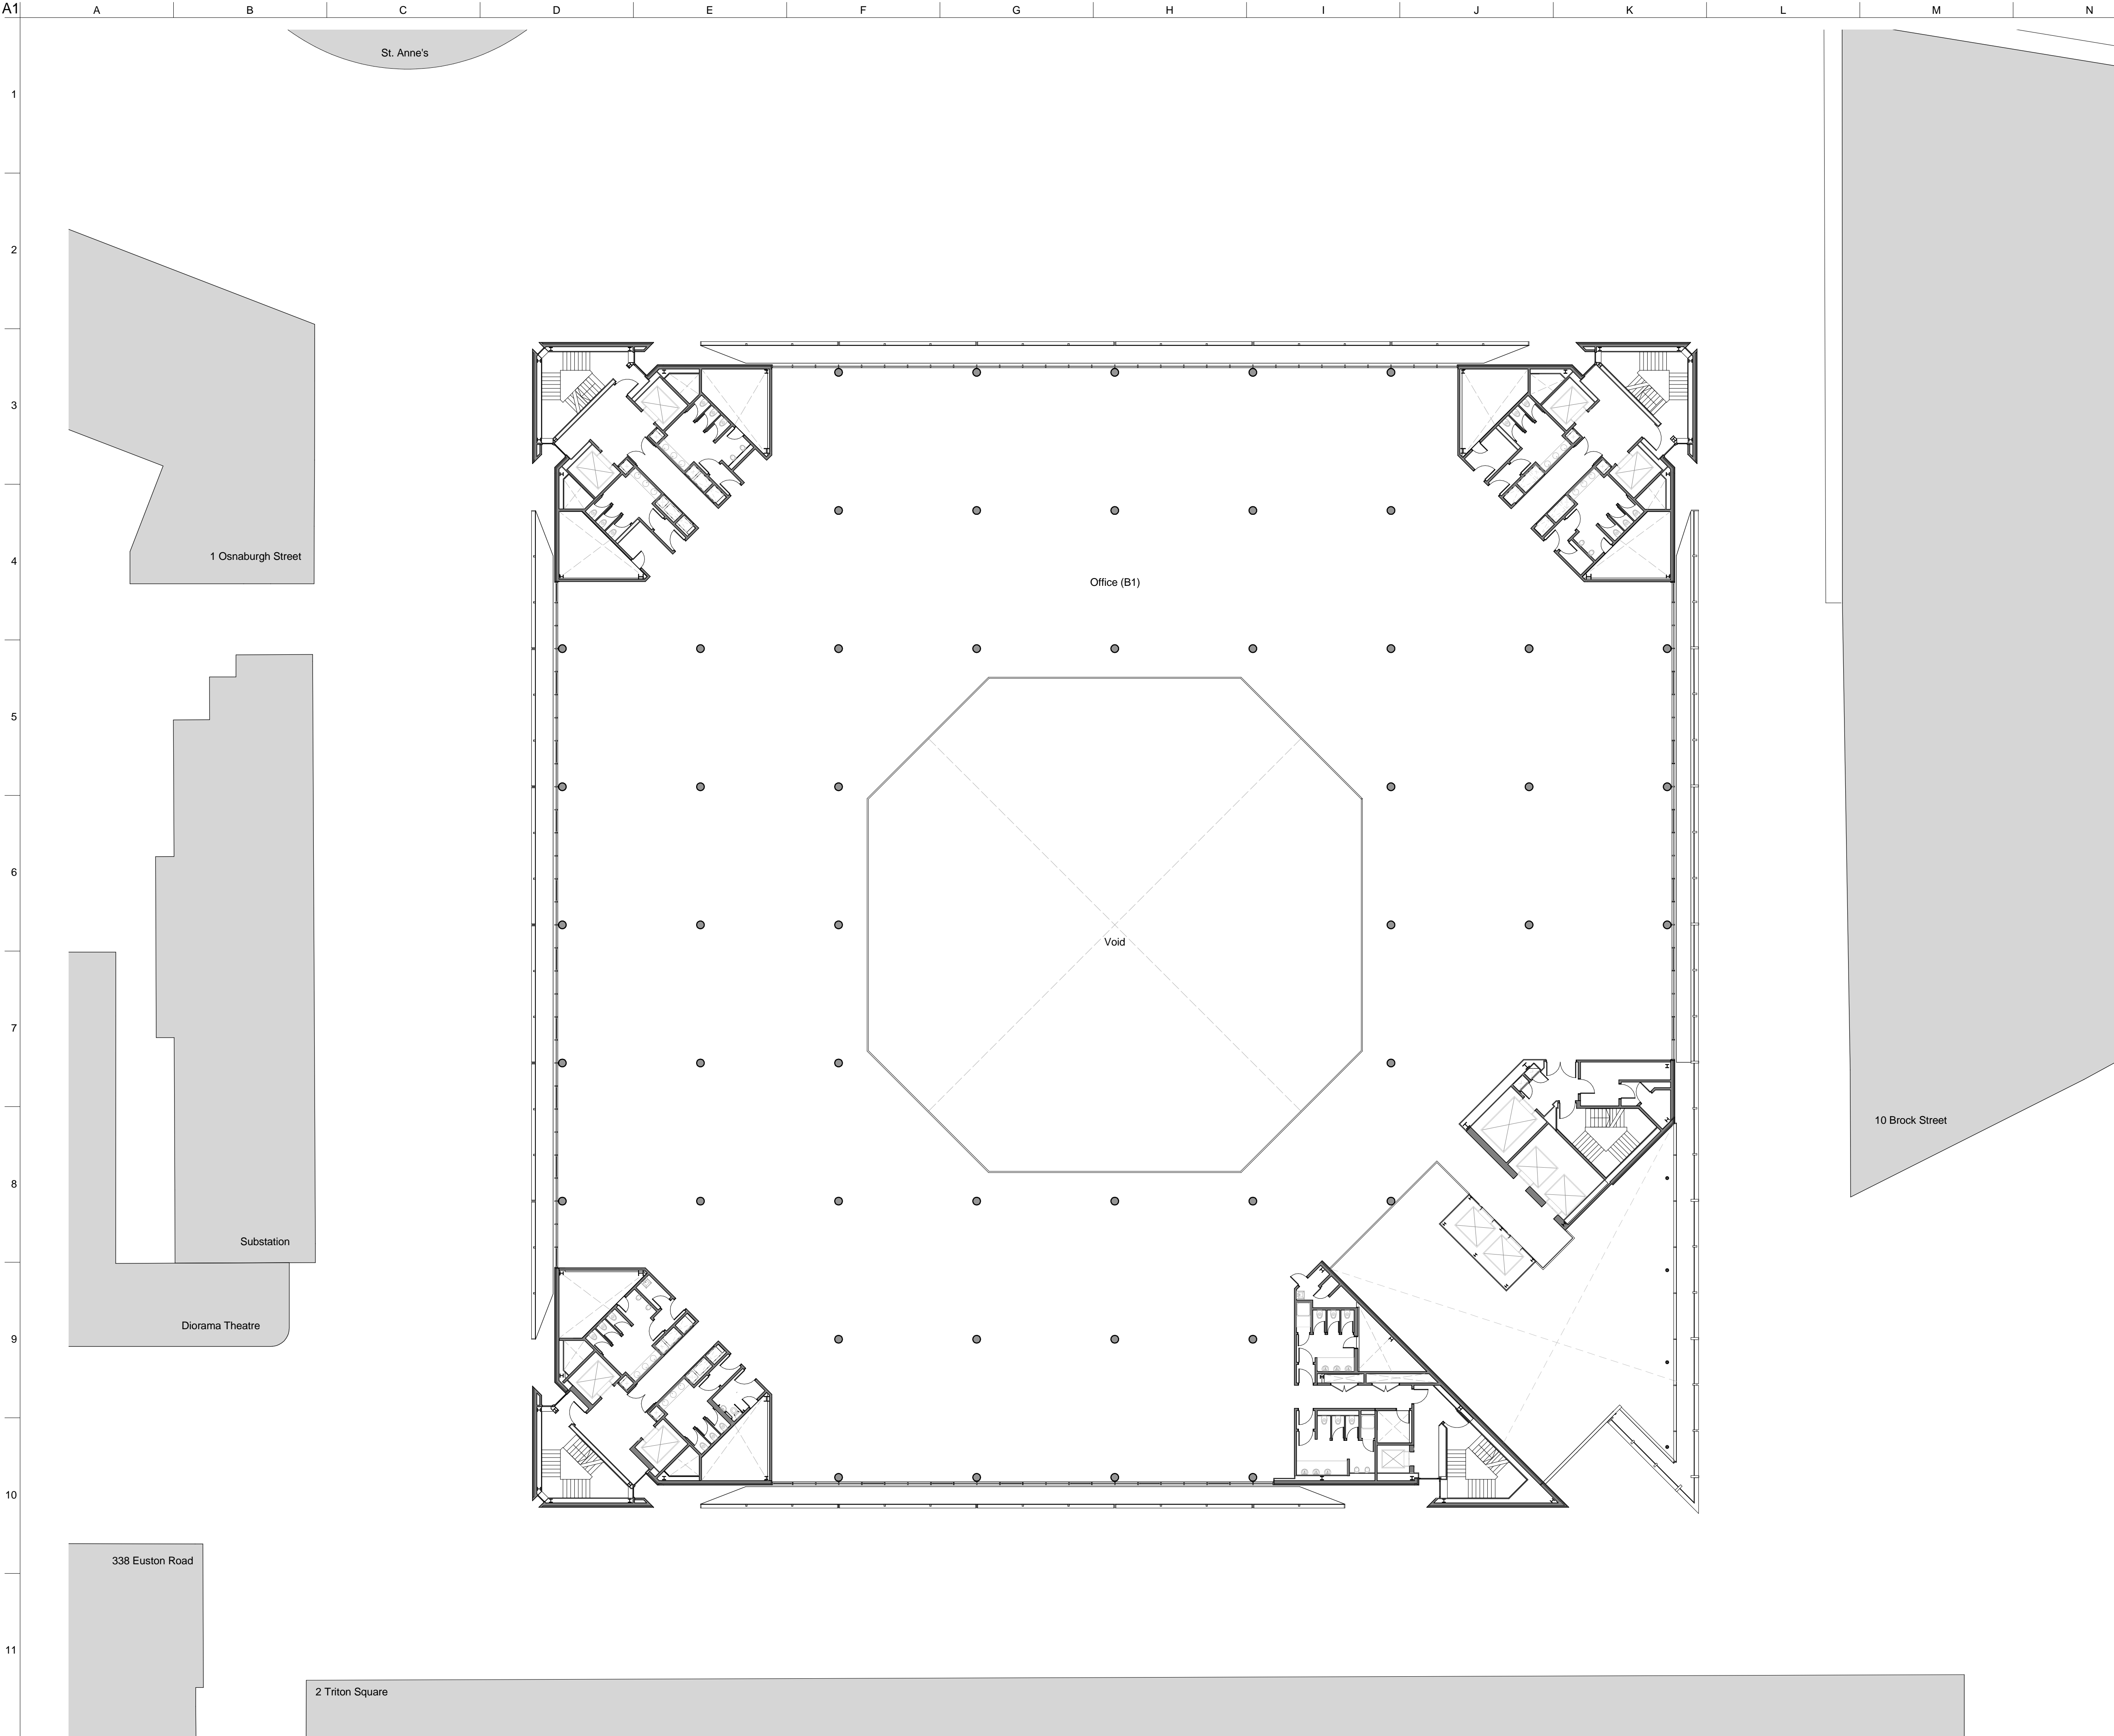 A1 A B C D E F G H I J K L M N
St. Anne's
1
2
3
1 Osnaburgh Street
4
Office (B1)
5
6
Void
7
10 Brock Street
8
Substation
Diorama Theatre
9
10
338 Euston Road
11
2 Triton Square